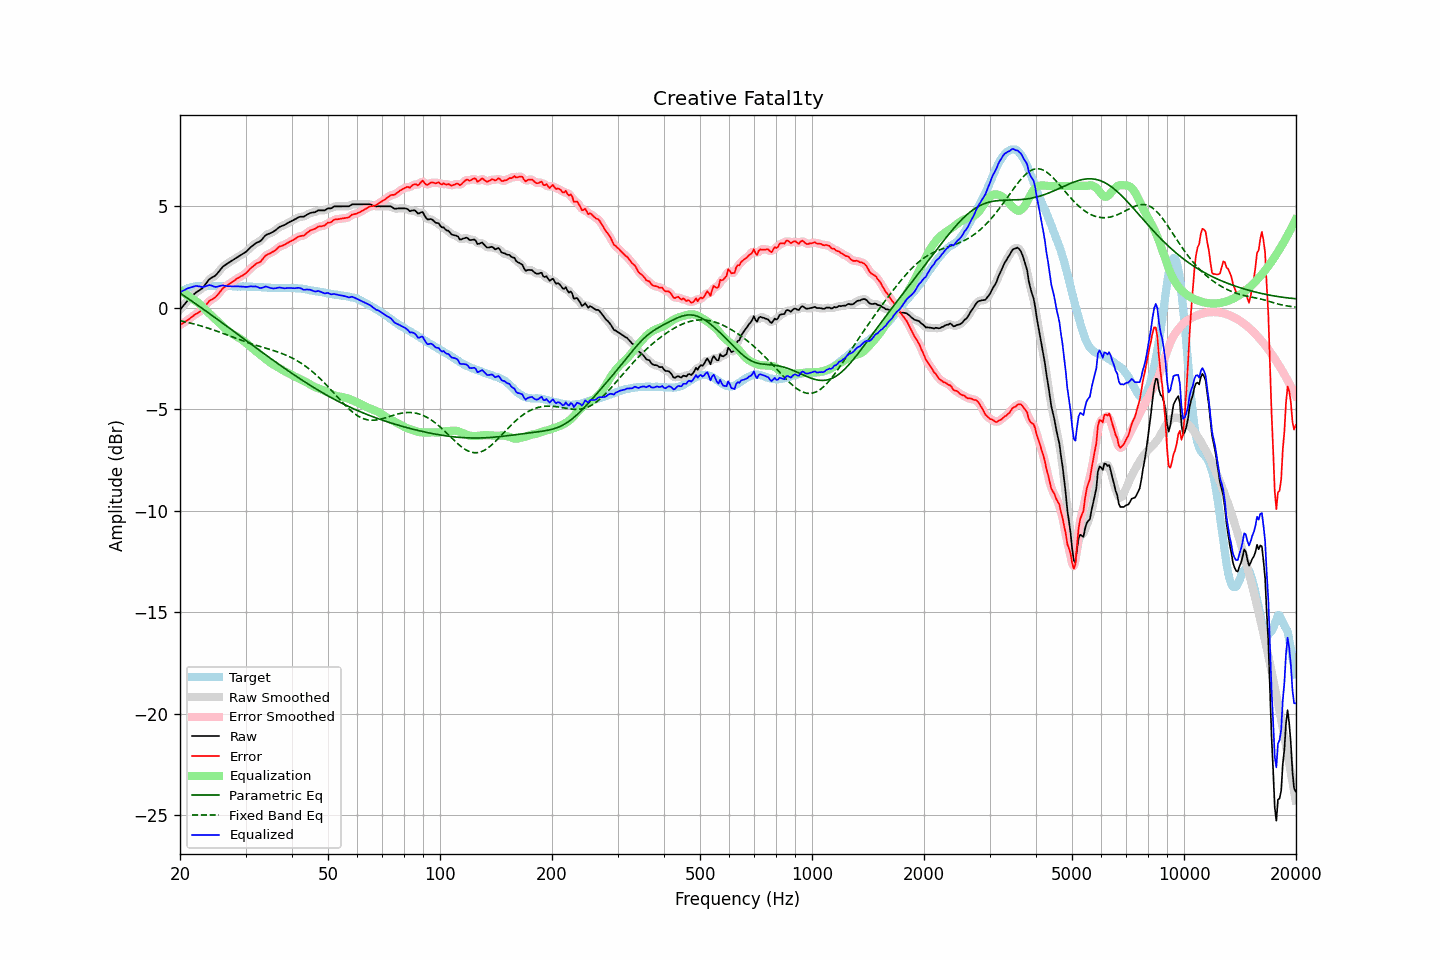 Creative Fatal1ty
Amplitude (dBr)
5
0
−5
−10
−15
−20
−25
Target
Raw Smoothed
Error Smoothed
Raw
Error
Equalization
Parametric Eq
Fixed Band Eq
Equalized
20 50 100 200 500 1000 2000 5000 10000 20000
Frequency (Hz)